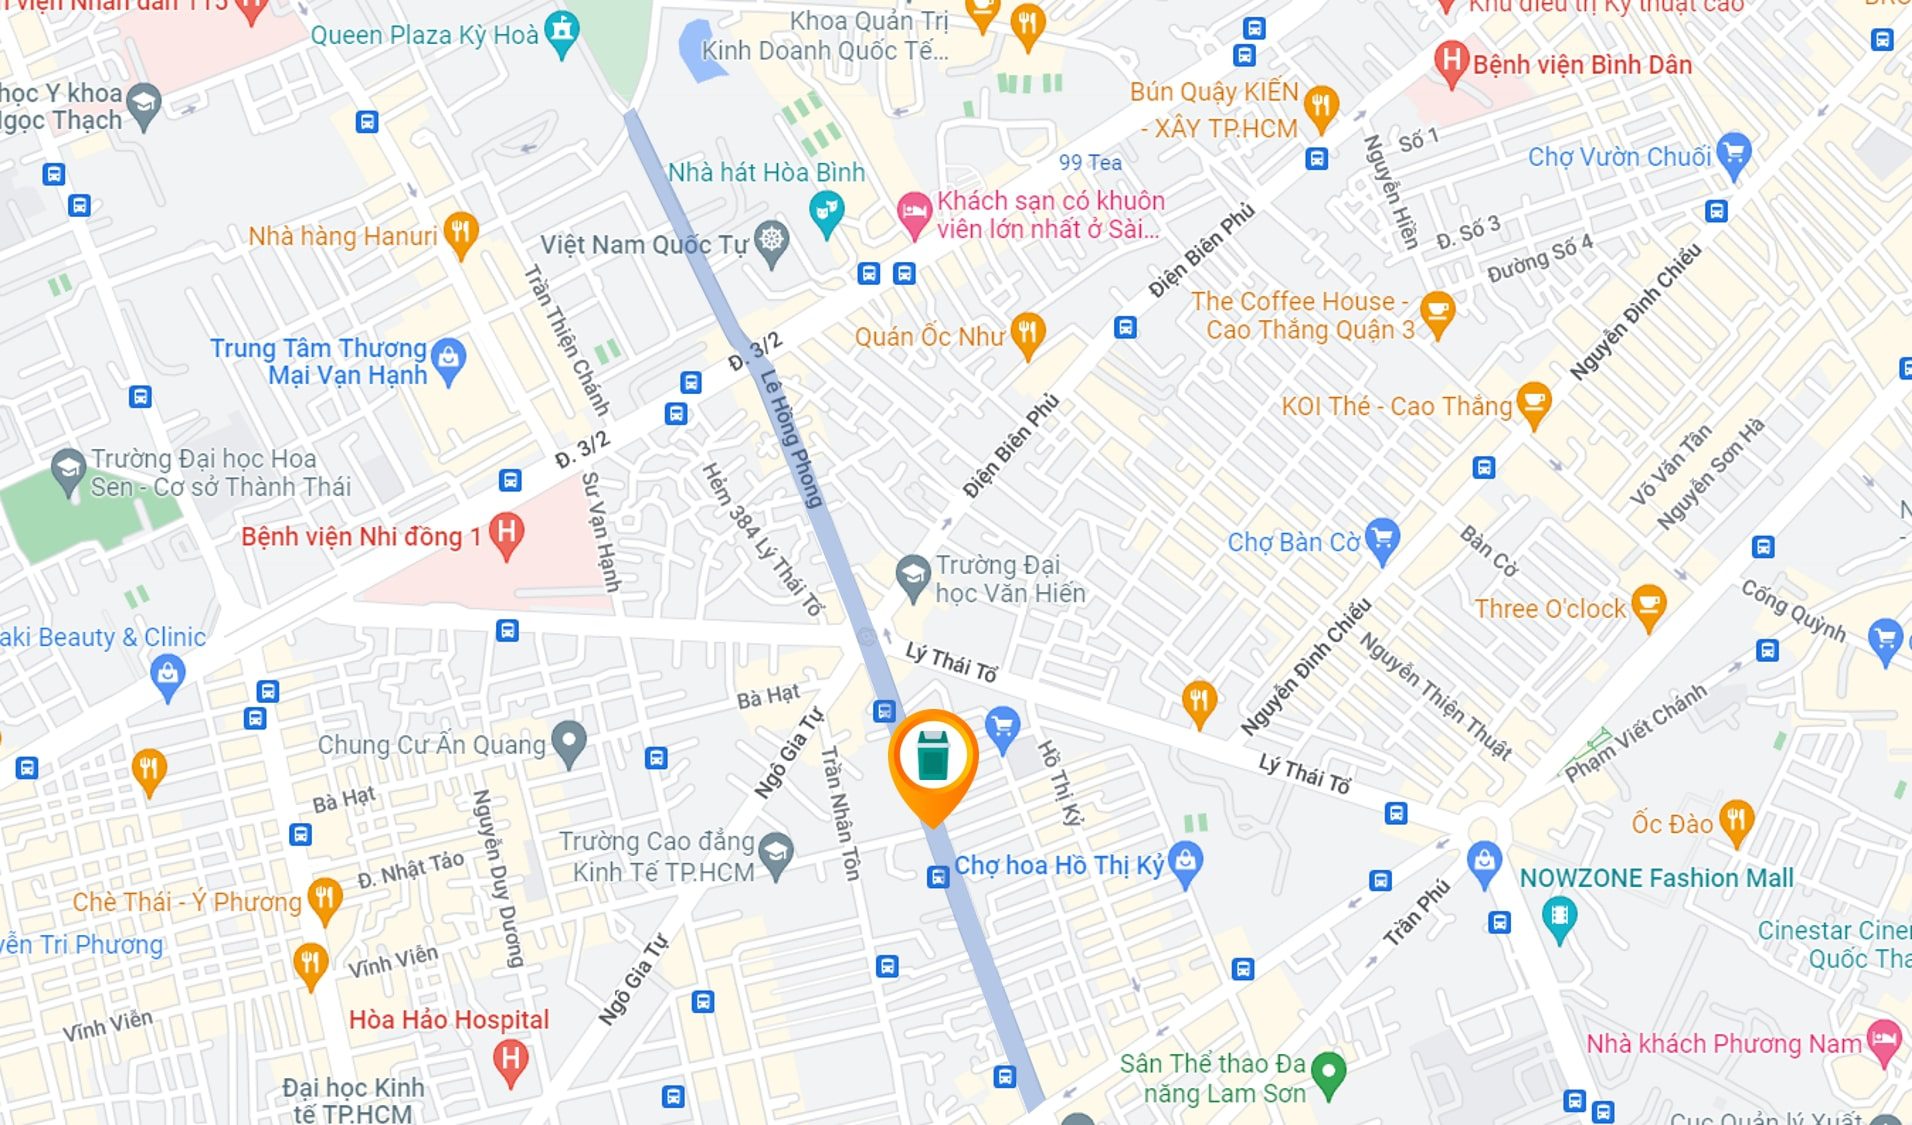 viện Nhân dân 115
Queen Plaza Kỳ Hoà
Khoa Quản Trị
Kinh Doanh Quốc Tế...
Khu điều trị Kỹ thuật cao
Bệnh viện Bình Dân
học Y khoa
Ngọc Thạch
Bún Quậy KIẾN
- XÂY TP.HCM
Số 1
Nguyễn Hiền
Chợ Vườn Chuối
99 Tea
Nhà hát Hòa Bình
Khách sạn có khuôn
viên lớn nhất ở Sài...
Nhà hàng Hanuri
Việt Nam Quốc Tự
Điện Biên Phủ
Đ. Số 3
Đường Số 4
Trần Thiện Chánh
The Coffee House -
Cao Thắng Quận 3
Nguyễn Đình Chiểu
Quán Ốc Như
Đ. 3/2
Trung Tâm Thương
Mại Vạn Hạnh
Lê Hồng Phong
KOI Thé - Cao Thắng
Điện Biên Phủ
Đ. 3/2
Võ Văn Tần
Nguyễn Sơn Hà
Trường Đại học Hoa
Sen - Cơ sở Thành Thái
Sư Vạn Hạnh
Hẻm 384 Lý Thái Tổ
Bệnh viện Nhi đồng 1
Chợ Bàn Cờ
Bàn Cờ
Trường Đại
học Văn Hiến
Three O'clock
Cống Quỳnh
aki Beauty & Clinic
Lý Thái Tổ
Nguyễn Đình Chiểu
Nguyễn Thiện Thuật
Bà Hạt
Chung Cư Ấn Quang
Ngô Gia Tự
Trần Nhân Tôn
Hồ Thị Kỷ
Lý Thái Tổ
Phạm Viết Chánh
Bà Hạt
Nguyễn Duy Dương
Trường Cao đẳng
Kinh Tế TP.HCM
Ốc Đào
Đ. Nhật Tảo
Chợ hoa Hồ Thị Kỷ
NOWZONE Fashion Mall
Chè Thái - Ý Phương
Trần Phú
yễn Tri Phương
Vĩnh Viễn
Ngô Gia Tự
Cinestar Ciner
Quốc Tha
Vĩnh Viễn
Hòa Hảo Hospital
Nhà khách Phương Nam
Sân Thể thao Đa
năng Lam Sơn
Đại học Kinh
tế TP.HCM
Cục Quản lý Xuất